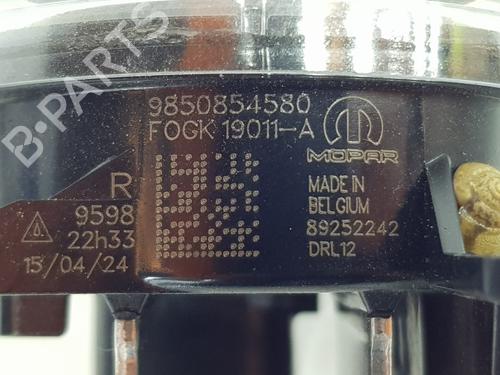 9850854580
FOGK 19011-A
MOPAR
R
9598
22h33
15/04/24
MADE IN
BELGIUM
89252242
DRL12
B-PARTS